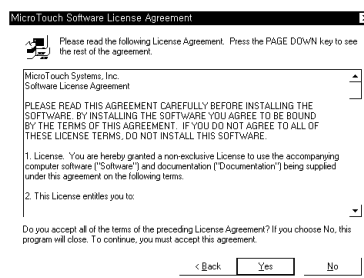 MicroTouch Software License Agreement
Please read the following License Agreement. Press the PAGE DOWN key to see
the rest of the agreement.
MicroTouch Systems, Inc.
Software License Agreement
PLEASE READ THIS AGREEMENT CAREFULLY BEFORE INSTALLING THE
SOFTWARE. BY INSTALLING THE SOFTWARE YOU AGREE TO BE BOUND
BY THE TERMS OF THIS AGREEMENT. IF YOU DO NOT AGREE TO ALL OF
THESE LICENSE TERMS, DO NOT INSTALL THIS SOFTWARE.
1. License. You are hereby granted a non-exclusive License to use the accompanying
computer software ("Software") and documentation ("Documentation") being supplied
under this agreement on the following terms.
2. This License entitles you to:
Do you accept all of the terms of the preceding License Agreement? If you choose No, this
program will close. To continue, you must accept this agreement.
< Back Yes No